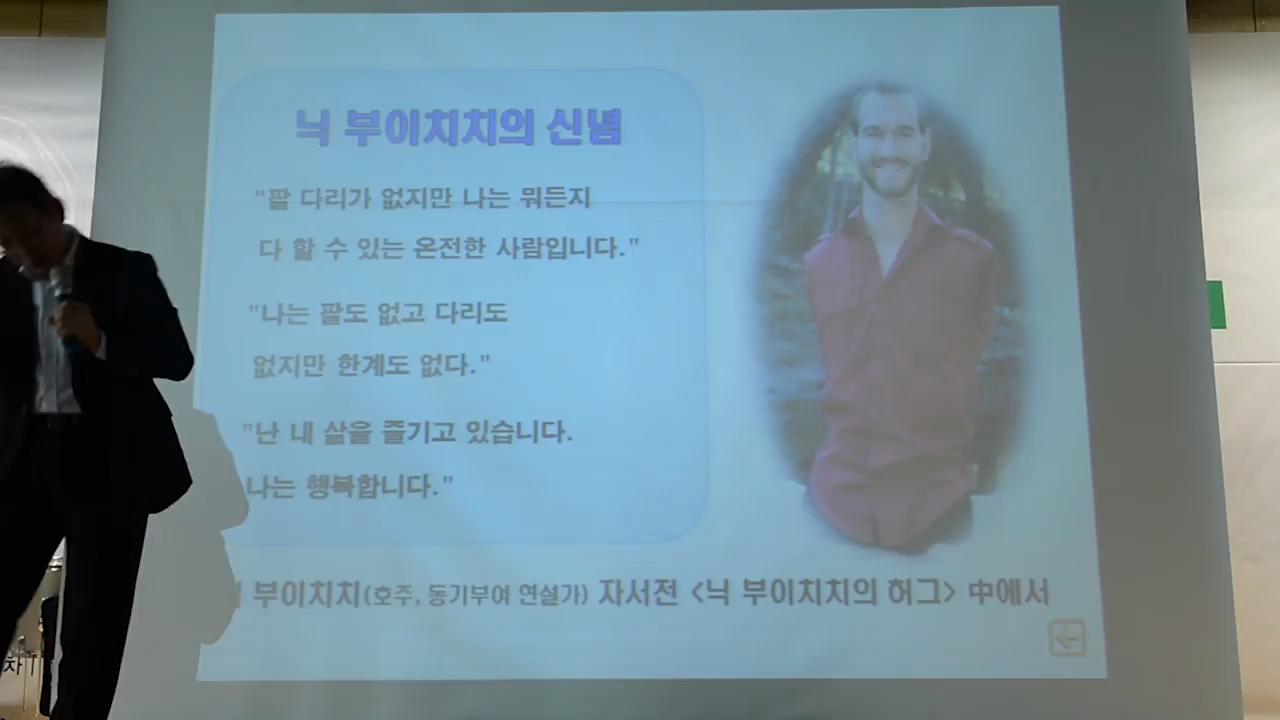 닉 부이치치의 신념
"팔 다리가 없지만 나는 뭐든지
다 할 수 있는 온전한 사람입니다."
"나는 팔도 없고 다리도
없지만 한계도 없다."
"난 내 삶을 즐기고 있습니다.
나는 행복합니다."
부이치치(호주, 동기부여 연설가) 자서전 <닉 부이치치의 허그> 中에서
차